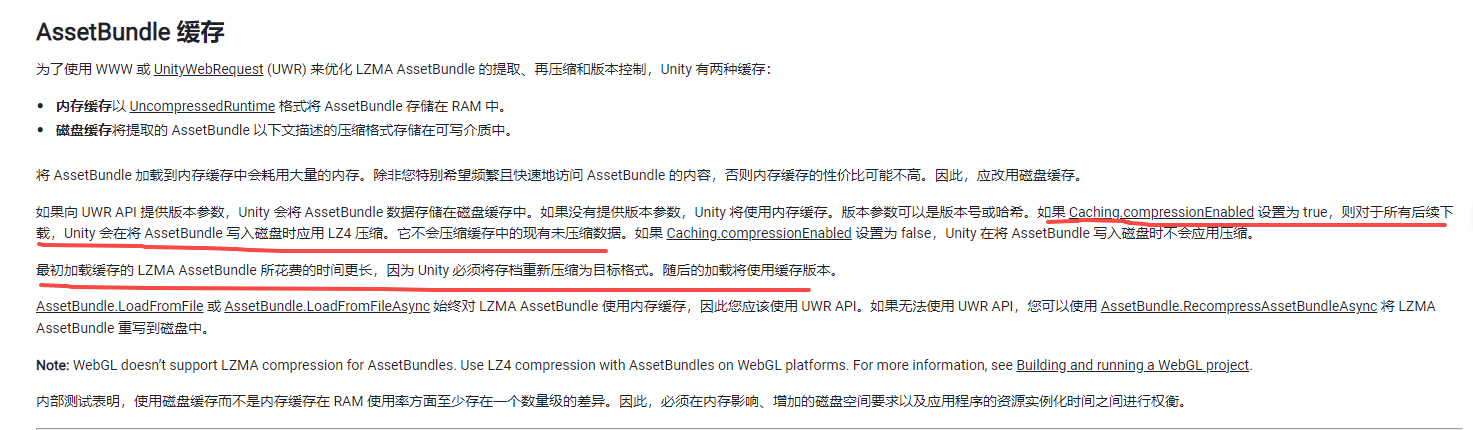 AssetBundle 缓存
为了使用 WWW 或 UnityWebRequest (UWR) 来优化 LZMA AssetBundle 的提取、再压缩和版本控制，Unity 有两种缓存：
• 内存缓存以 UncompressedRuntime 格式将 AssetBundle 存储在 RAM 中。
• 磁盘缓存将提取的 AssetBundle 以下文描述的压缩格式存储在可写介质中。
将 AssetBundle 加载到内存缓存中会耗用大量的内存。除非您特别希望频繁且快速地访问 AssetBundle 的内容，否则内存缓存的性价比可能不高。因此，应改用磁盘缓存。
如果向 UWR API 提供版本参数，Unity 会将 AssetBundle 数据存储在磁盘缓存中。如果没有提供版本参数，Unity 将使用内存缓存。版本参数可以是版本号或哈希。如果 Caching.compressionEnabled 设置为 true，则对于所有后续下
载，Unity 会在将 AssetBundle 写入磁盘时应用 LZ4 压缩。它不会压缩缓存中的现有未压缩数据。如果 Caching.compressionEnabled 设置为 false，Unity 在将 AssetBundle 写入磁盘时不会应用压缩。
最初加载缓存的 LZMA AssetBundle 所花费的时间更长，因为 Unity 必须将存档重新压缩为目标格式。随后的加载将使用缓存版本。
AssetBundle.LoadFromFile 或 AssetBundle.LoadFromFileAsync 始终对 LZMA AssetBundle 使用内存缓存，因此您应该使用 UWR API。如果无法使用 UWR API，您可以使用 AssetBundle.RecompressAssetBundleAsync 将 LZMA
AssetBundle 重写到磁盘中。
Note: WebGL doesn’t support LZMA compression for AssetBundles. Use LZ4 compression with AssetBundles on WebGL platforms. For more information, see Building and running a WebGL project.
内部测试表明，使用磁盘缓存而不是内存缓存在 RAM 使用率方面至少存在一个数量级的差异。因此，必须在内存影响、增加的磁盘空间要求以及应用程序的资源实例化时间之间进行权衡。